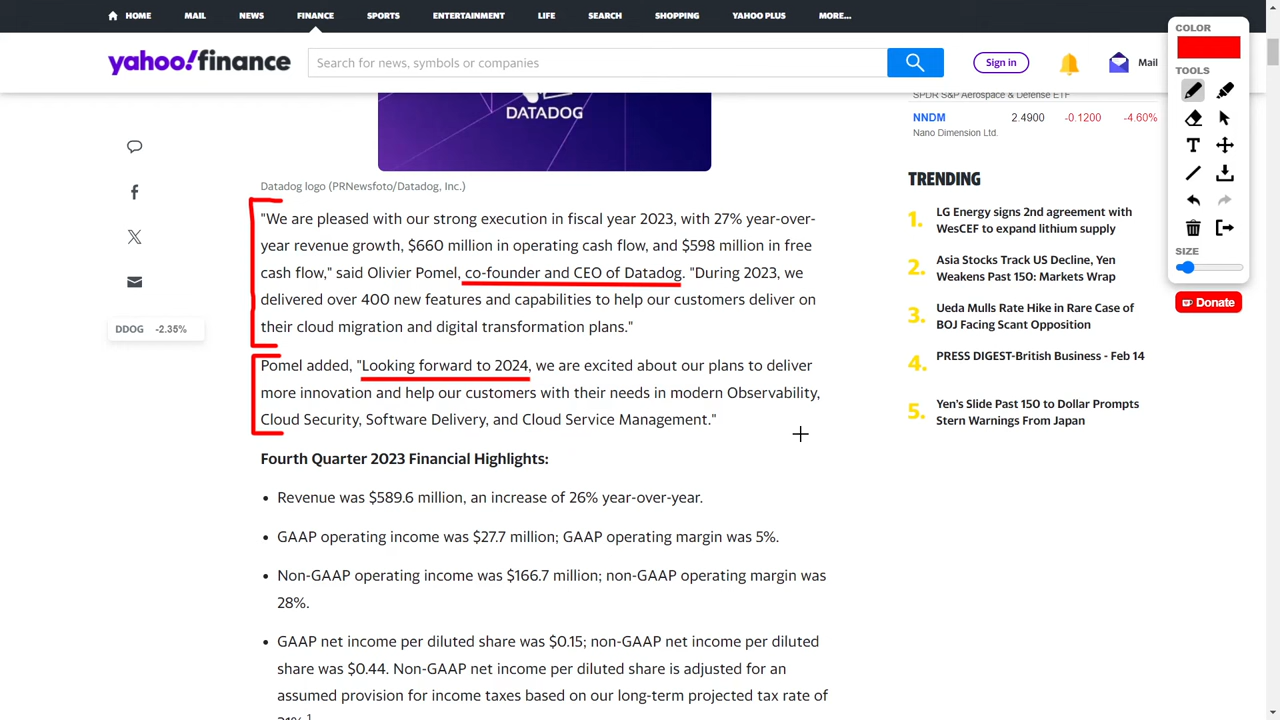 HOME MAIL NEWS FINANCE SPORTS ENTERTAINMENT LIFE SEARCH SHOPPING YAHOO PLUS MORE...
yahoo!finance
Search for news, symbols or companies
Sign in
Mail
DATADOG
Datadog logo (PRNewsfoto/Datadog, Inc.)
"We are pleased with our strong execution in fiscal year 2023, with 27% year-over-
year revenue growth, $660 million in operating cash flow, and $598 million in free
cash flow," said Olivier Pomel, co-founder and CEO of Datadog. "During 2023, we
delivered over 400 new features and capabilities to help our customers deliver on
their cloud migration and digital transformation plans."
Pomel added, "Looking forward to 2024, we are excited about our plans to deliver
more innovation and help our customers with their needs in modern Observability,
Cloud Security, Software Delivery, and Cloud Service Management."
Fourth Quarter 2023 Financial Highlights:
• Revenue was $589.6 million, an increase of 26% year-over-year.
• GAAP operating income was $27.7 million; GAAP operating margin was 5%.
• Non-GAAP operating income was $166.7 million; non-GAAP operating margin was
28%.
• GAAP net income per diluted share was $0.15; non-GAAP net income per diluted
share was $0.44. Non-GAAP net income per diluted share is adjusted for an
assumed provision for income taxes based on our long-term projected tax rate of
21%.1
DDOG -2.35%
SPDR S&P Aerospace & Defense ETF
NNDM 2.4900 -0.1200 -4.60%
Nano Dimension Ltd.
TRENDING
1. LG Energy signs 2nd agreement with
WesCEF to expand lithium supply
2. Asia Stocks Track US Decline, Yen
Weakens Past 150: Markets Wrap
3. Ueda Mulls Rate Hike in Rare Case of
BOJ Facing Scant Opposition
4. PRESS DIGEST-British Business - Feb 14
5. Yen's Slide Past 150 to Dollar Prompts
Stern Warnings From Japan
COLOR
TOOLS
T
SIZE
Donate